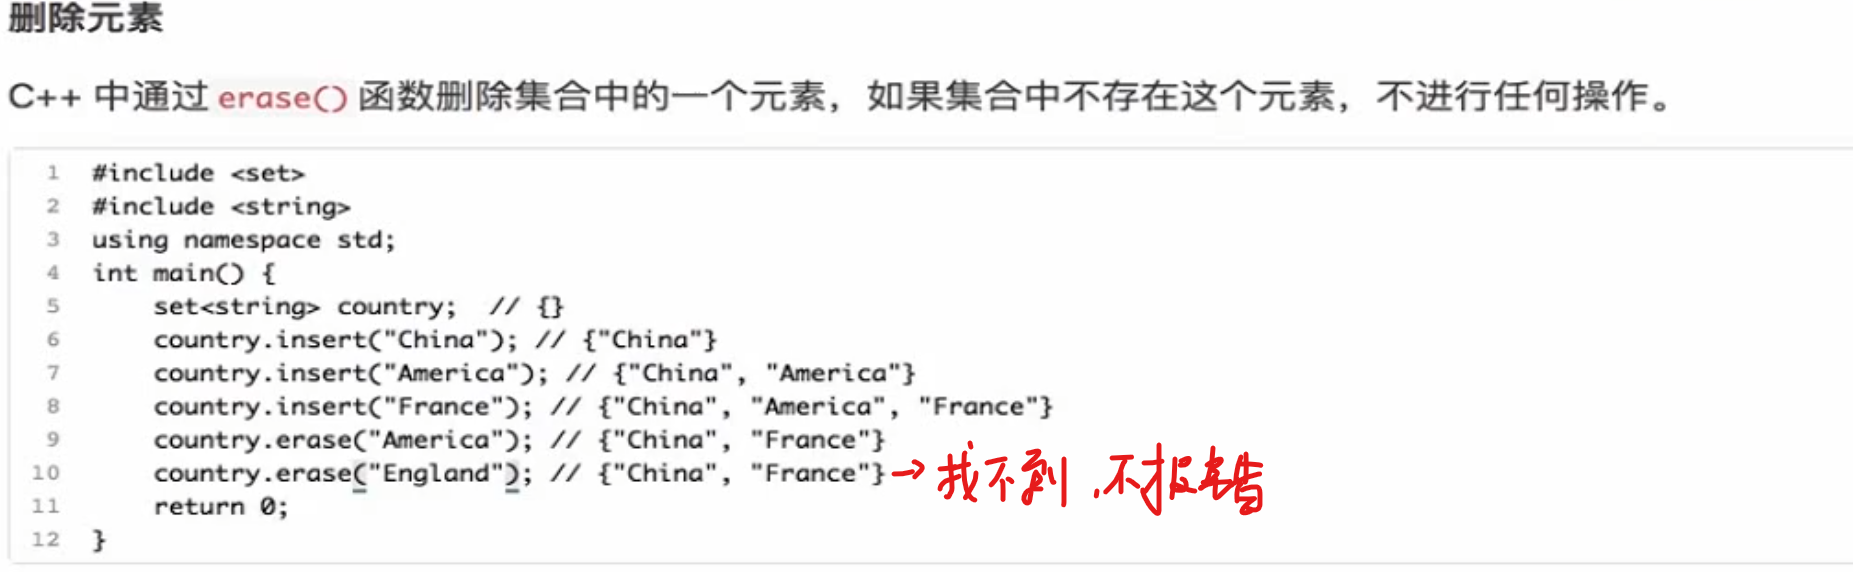 删除元素
C++ 中通过 erase() 函数删除集合中的一个元素，如果集合中不存在这个元素，不进行任何操作。
1 #include <set>
2 #include <string>
3 using namespace std;
4 int main() {
5     set<string> country;  // {}
6     country.insert("China"); // {"China"}
7     country.insert("America"); // {"China", "America"}
8     country.insert("France"); // {"China", "America", "France"}
9     country.erase("America"); // {"China", "France"}
10     country.erase("England"); // {"China", "France"} → 找不到，不报告
11     return 0;
12 }